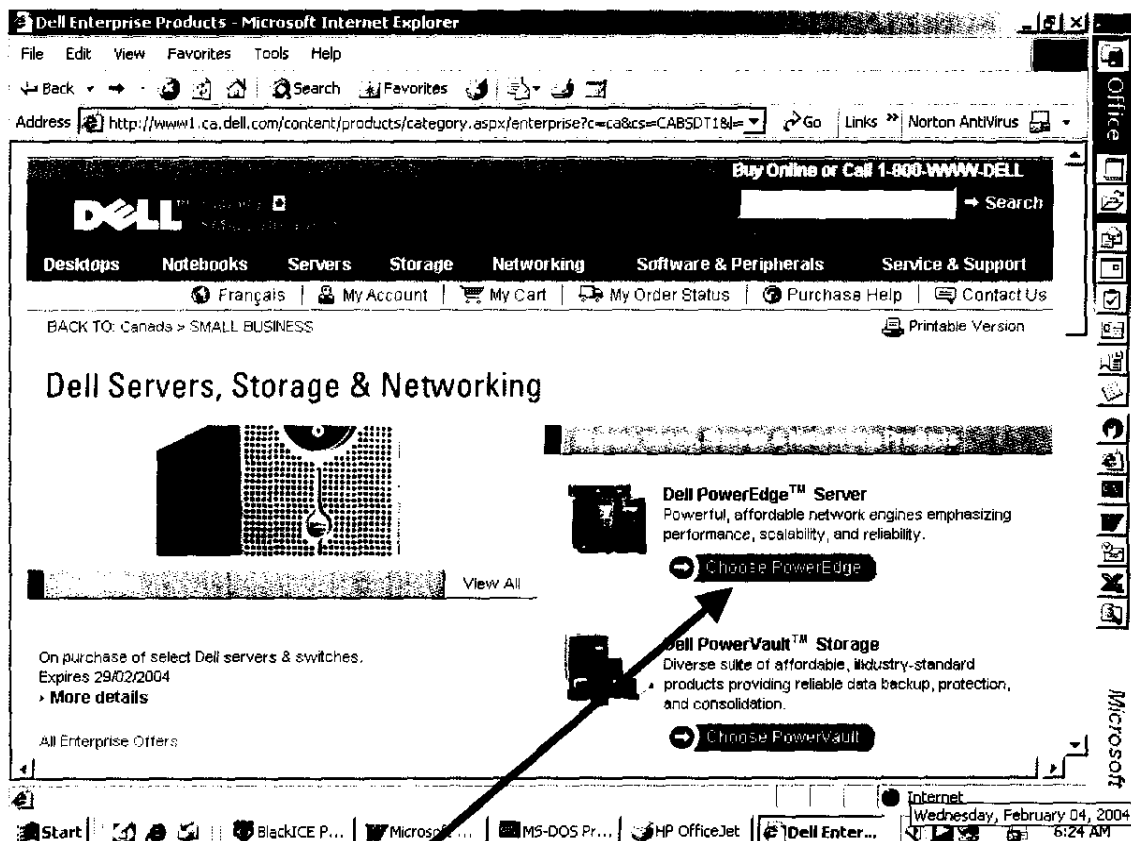 Dell Enterprise Products - Microsoft Internet Explorer
File Edit View Favorites Tools Help
Back Search Favorites
Address http://www1.ca.dell.com/content/products/category.aspx/enterprise?c=ca&cs=CABSDT1&l= Go Links » Norton AntiVirus
Office
Buy Online or Call 1-800-WWW-DELL
DELL™
Search
Desktops Notebooks Servers Storage Networking Software & Peripherals Service & Support
Français | My Account | My Cart | My Order Status | Purchase Help | Contact Us
BACK TO: Canada > SMALL BUSINESS
Printable Version
Dell Servers, Storage & Networking
Dell PowerEdge™ Server
Powerful, affordable network engines emphasizing
performance, scalability, and reliability.
Choose PowerEdge
View All
On purchase of select Dell servers & switches.
Expires 29/02/2004
› More details
All Enterprise Offers
Dell PowerVault™ Storage
Diverse suite of affordable, industry-standard
products providing reliable data backup, protection,
and consolidation.
Choose PowerVault
Microsoft
Internet
Wednesday, February 04, 2004
Start BlackICE P... Microsoft ... MS-DOS Pr... HP OfficeJet Dell Enter... 6:24 AM